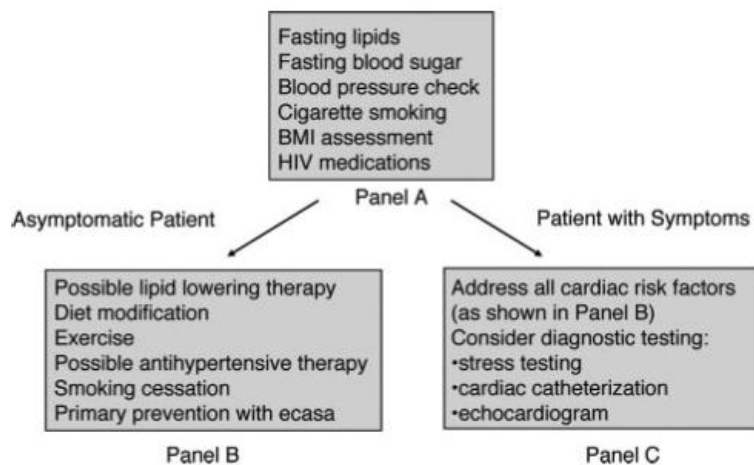 Fasting lipids
Fasting blood sugar
Blood pressure check
Cigarette smoking
BMI assessment
HIV medications
Panel A
Asymptomatic Patient
Patient with Symptoms
Possible lipid lowering therapy
Diet modification
Exercise
Possible antihypertensive therapy
Smoking cessation
Primary prevention with ecasa
Panel B
Address all cardiac risk factors
(as shown in Panel B)
Consider diagnostic testing:
•stress testing
•cardiac catheterization
•echocardiogram
Panel C